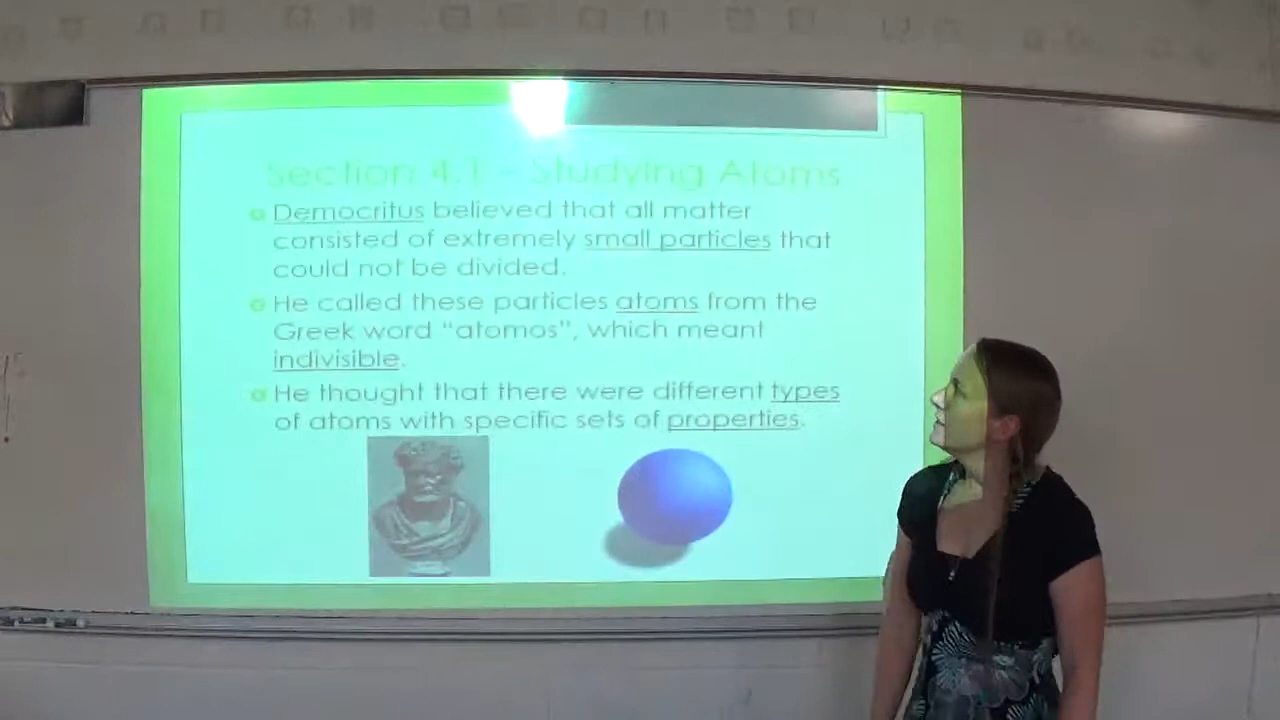 Section 4.1 – Studying Atoms
Democritus believed that all matter
consisted of extremely small particles that
could not be divided.
He called these particles atoms from the
Greek word “atomos”, which meant
indivisible.
He thought that there were different types
of atoms with specific sets of properties.